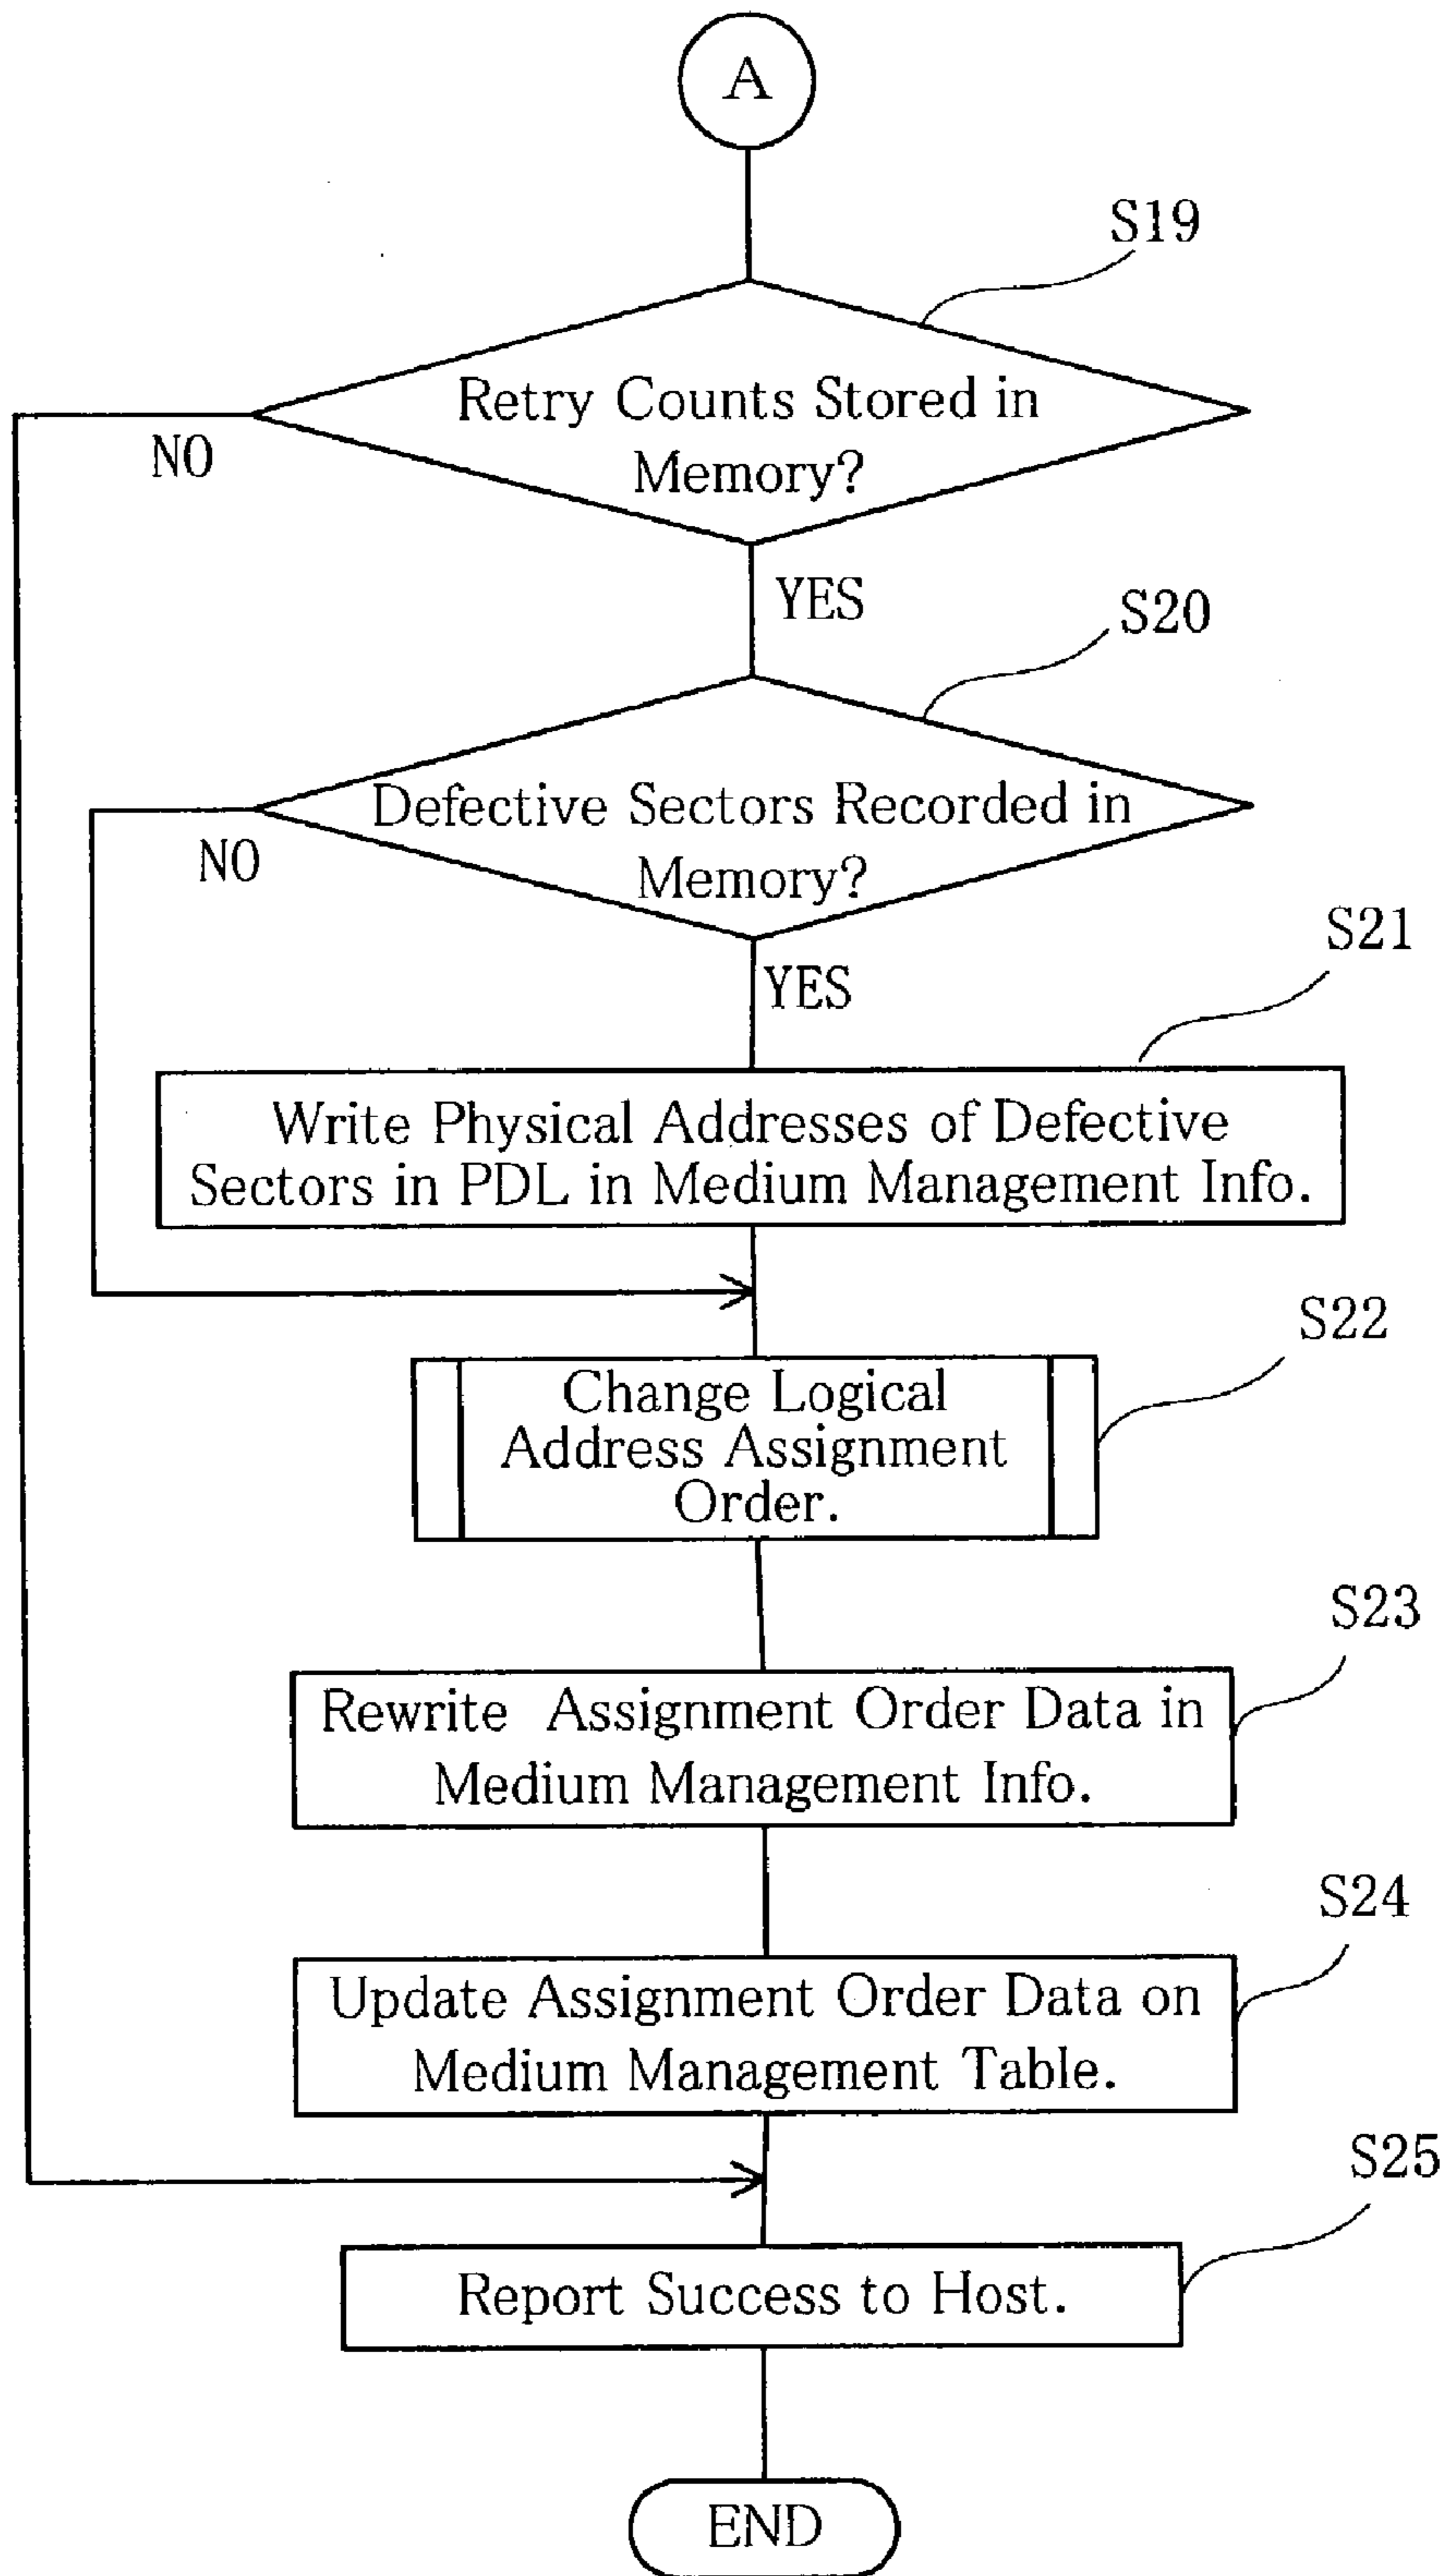 A
S19
Retry Counts Stored in
Memory?
NO
YES
S20
Defective Sectors Recorded in
Memory?
NO
YES
S21
Write Physical Addresses of Defective
Sectors in PDL in Medium Management Info.
S22
Change Logical
Address Assignment
Order.
S23
Rewrite Assignment Order Data in
Medium Management Info.
S24
Update Assignment Order Data on
Medium Management Table.
S25
Report Success to Host.
END